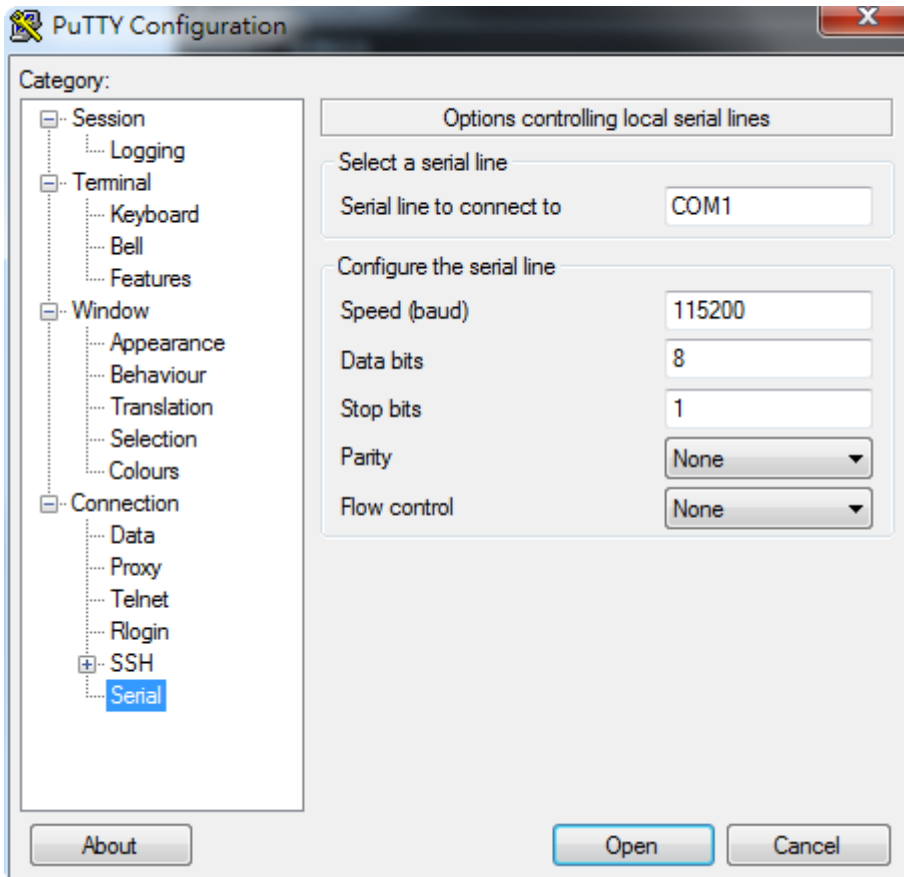 PuTTY Configuration
x
Category:
Session
Logging
Terminal
Keyboard
Bell
Features
Window
Appearance
Behaviour
Translation
Selection
Colours
Connection
Data
Proxy
Telnet
Rlogin
SSH
Serial
Options controlling local serial lines
Select a serial line
Serial line to connect to COM1
Configure the serial line
Speed (baud) 115200
Data bits 8
Stop bits 1
Parity None
Flow control None
About Open Cancel